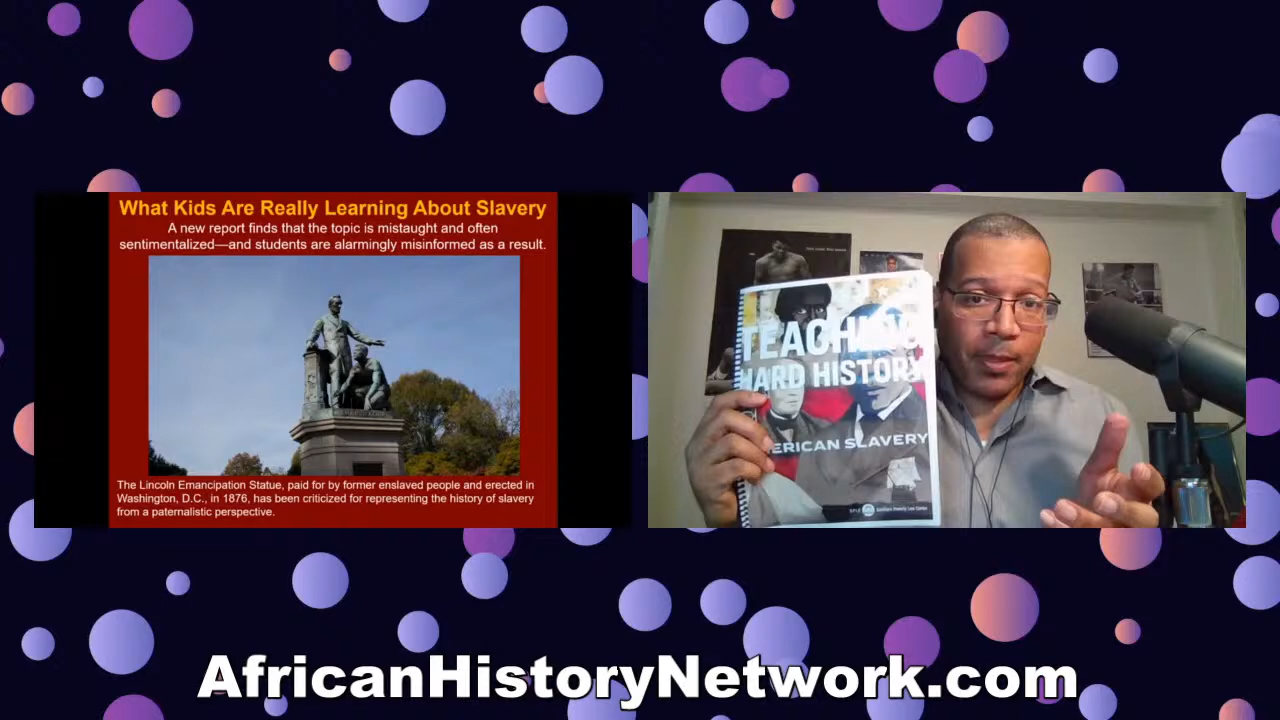 What Kids Are Really Learning About Slavery
A new report finds that the topic is mistaught and often
sentimentalized—and students are alarmingly misinformed as a result.
The Lincoln Emancipation Statue, paid for by former enslaved people and erected in
Washington, D.C., in 1876, has been criticized for representing the history of slavery
from a paternalistic perspective.
TEACHING
HARD HISTORY
AMERICAN SLAVERY
AfricanHistoryNetwork.com